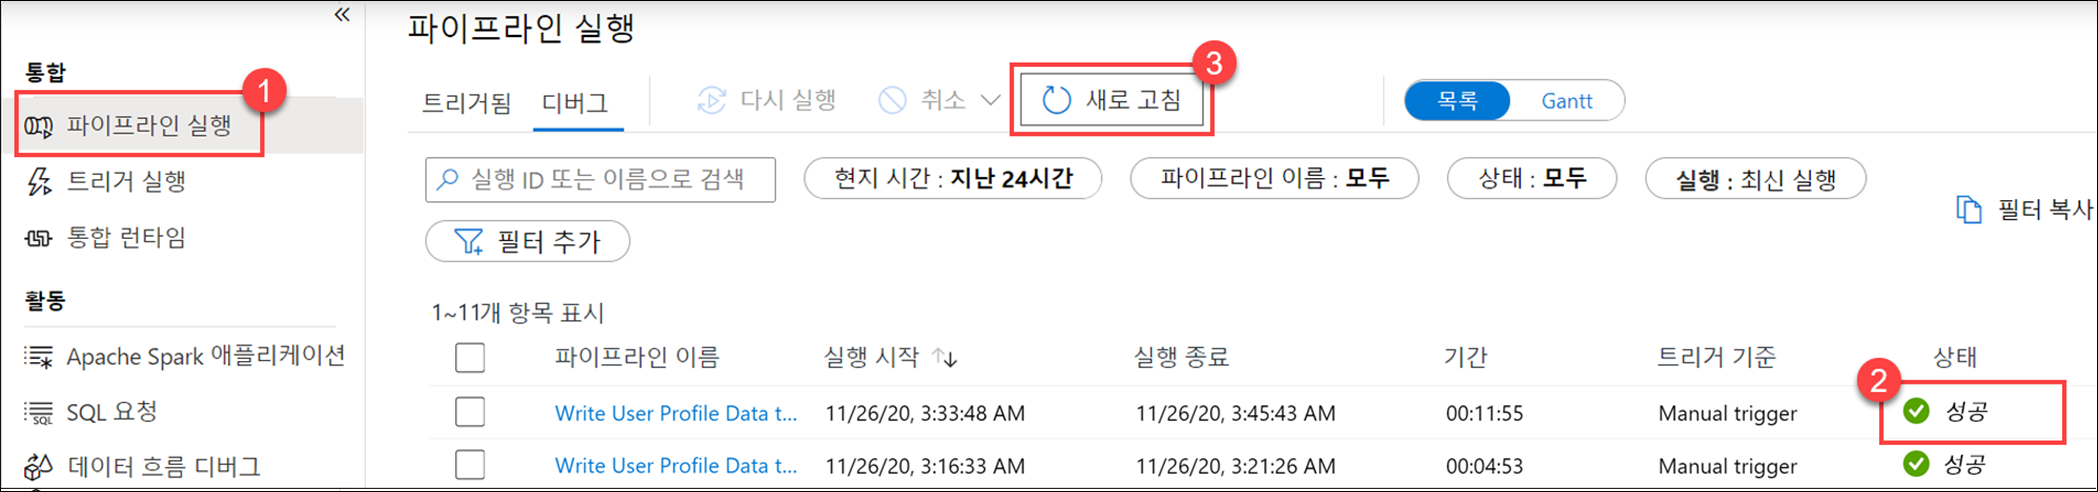 «
통합
1
파이프라인 실행
트리거 실행
통합 런타임
활동
Apache Spark 애플리케이션
SQL 요청
데이터 흐름 디버그
파이프라인 실행
트리거됨 디버그 다시 실행 취소 새로 고침 3 목록 Gantt
실행 ID 또는 이름으로 검색 현지 시간 : 지난 24시간 파이프라인 이름 : 모두 상태 : 모두 실행 : 최신 실행
필터 복사
필터 추가
1~11개 항목 표시
파이프라인 이름 실행 시작 ↑↓ 실행 종료 기간 트리거 기준 상태
2
Write User Profile Data t... 11/26/20, 3:33:48 AM 11/26/20, 3:45:43 AM 00:11:55 Manual trigger 성공
Write User Profile Data t... 11/26/20, 3:16:33 AM 11/26/20, 3:21:26 AM 00:04:53 Manual trigger 성공